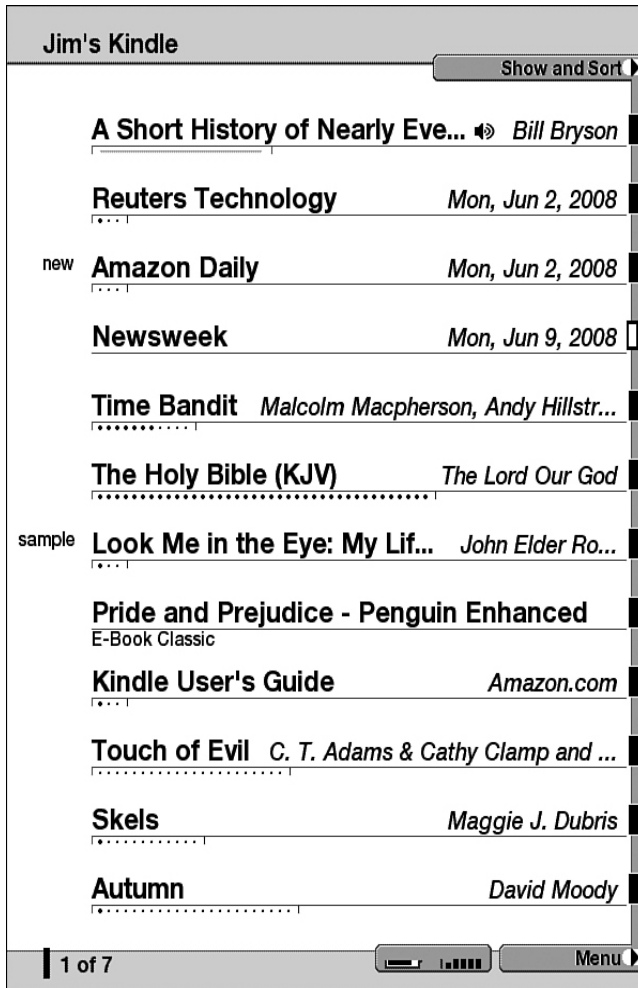 Jim's Kindle
Show and Sort
A Short History of Nearly Eve... Bill Bryson
Reuters Technology Mon, Jun 2, 2008
new Amazon Daily Mon, Jun 2, 2008
Newsweek Mon, Jun 9, 2008
Time Bandit Malcolm Macpherson, Andy Hillstr...
The Holy Bible (KJV) The Lord Our God
sample Look Me in the Eye: My Lif... John Elder Ro...
Pride and Prejudice - Penguin Enhanced
E-Book Classic
Kindle User's Guide Amazon.com
Touch of Evil C. T. Adams & Cathy Clamp and ...
Skels Maggie J. Dubris
Autumn David Moody
1 of 7 Menu